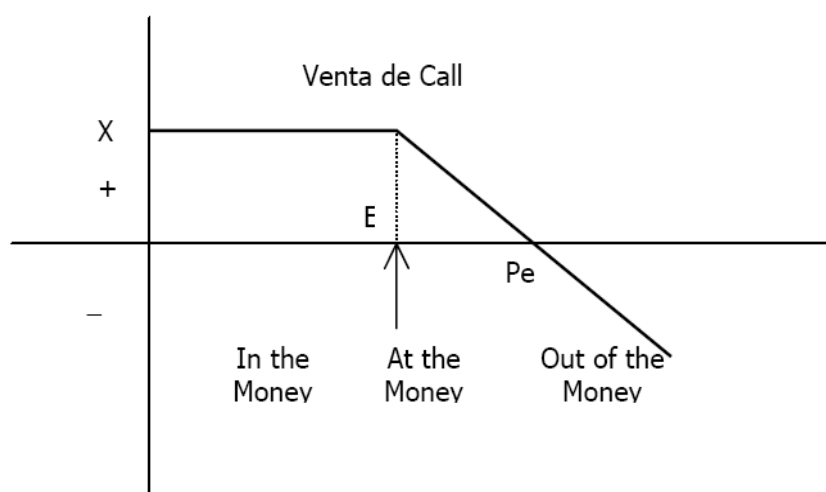 Venta de Call
X
+
E
Pe
–
In the At the Out of the
Money Money Money